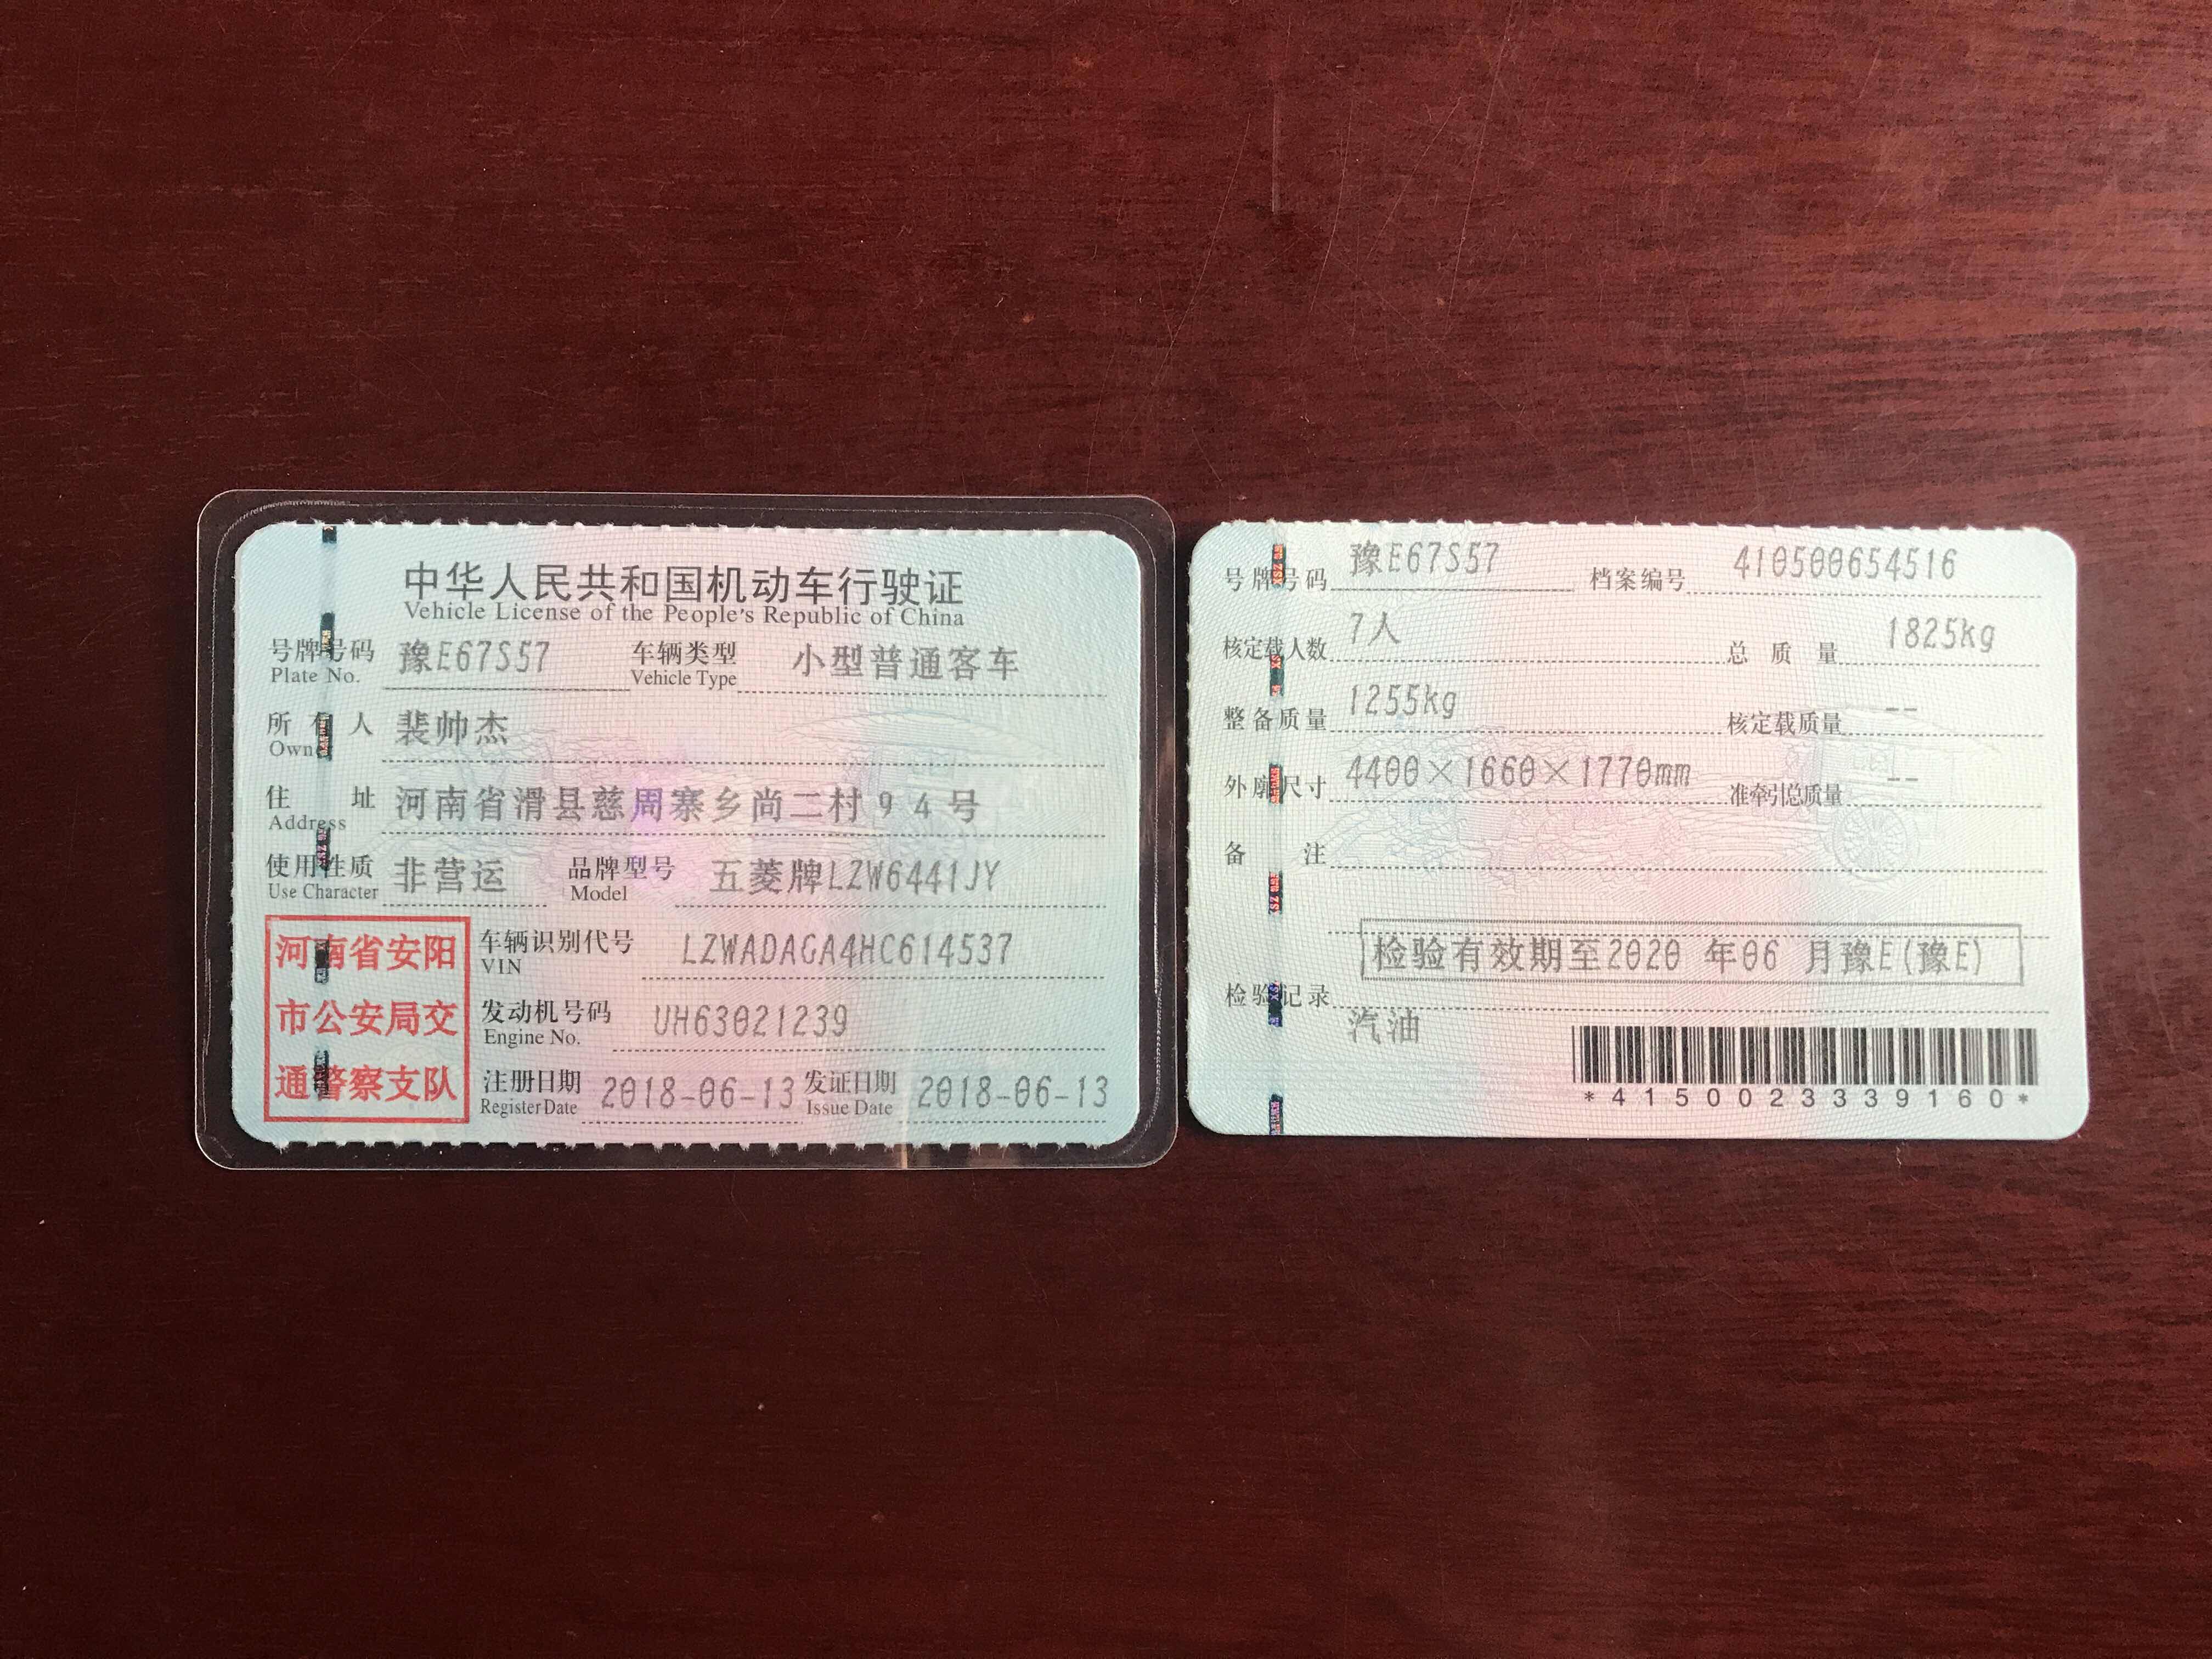 中华人民共和国机动车行驶证
Vehicle License of the People's Republic of China
号牌号码 豫E67S57 车辆类型 小型普通客车
Plate No. Vehicle Type
所有人 裴帅杰
Owner
住址 河南省滑县慈周寨乡尚二村94号
Address
使用性质 非营运 品牌型号 五菱牌LZW6441JY
Use Character Model
河南省安阳
市公安局交
通警察支队
车辆识别代号 LZWADAGA4HC614537
VIN
发动机号码 UH63021239
Engine No.
注册日期 2018-06-13 发证日期 2018-06-13
Register Date Issue Date
号牌号码 豫E67S57 档案编号 410500654516
核定载人数 7人 总质量 1825kg
整备质量 1255kg 核定载质量 --
外廓尺寸 4400×1660×1770mm 准牵引总质量 --
备注
检验有效期至2020年06月豫E(豫E)
检验记录
汽油
*4150023339160*